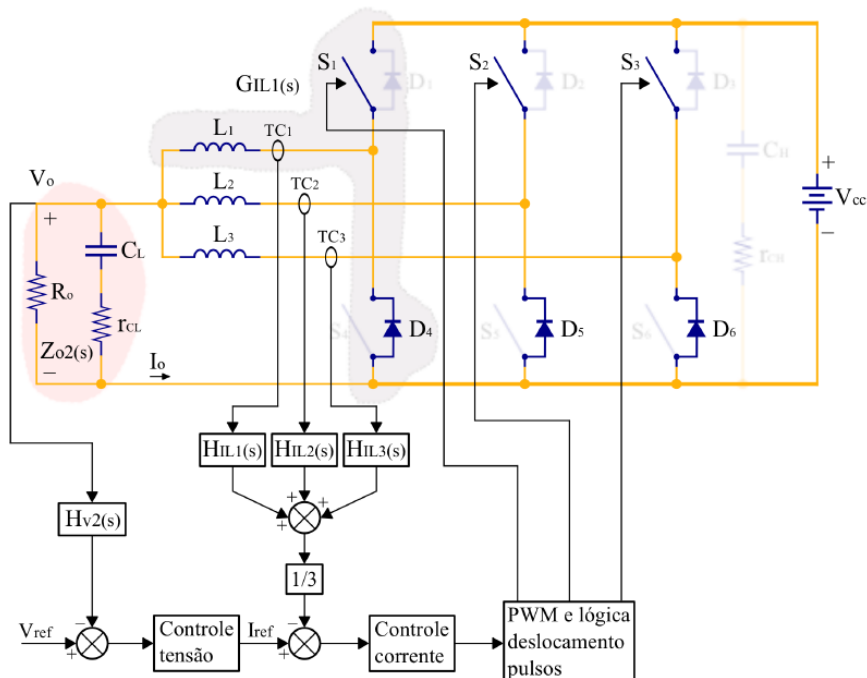 S1
D1
S2
D2
S3
D3
GIL1(s)
L1
TC1
CH
+
Vcc
−
Vo
+
L2
TC2
L3
TC3
CL
rCH
Ro
rCL
S4
D4
S5
D5
S6
D6
Zo2(s)
−
Io
HIL1(s)
HIL2(s)
HIL3(s)
+
+
+
Hv2(s)
1/3
−
−
Vref
+
Controle
tensão
Iref
+
Controle
corrente
PWM e lógica
deslocamento
pulsos